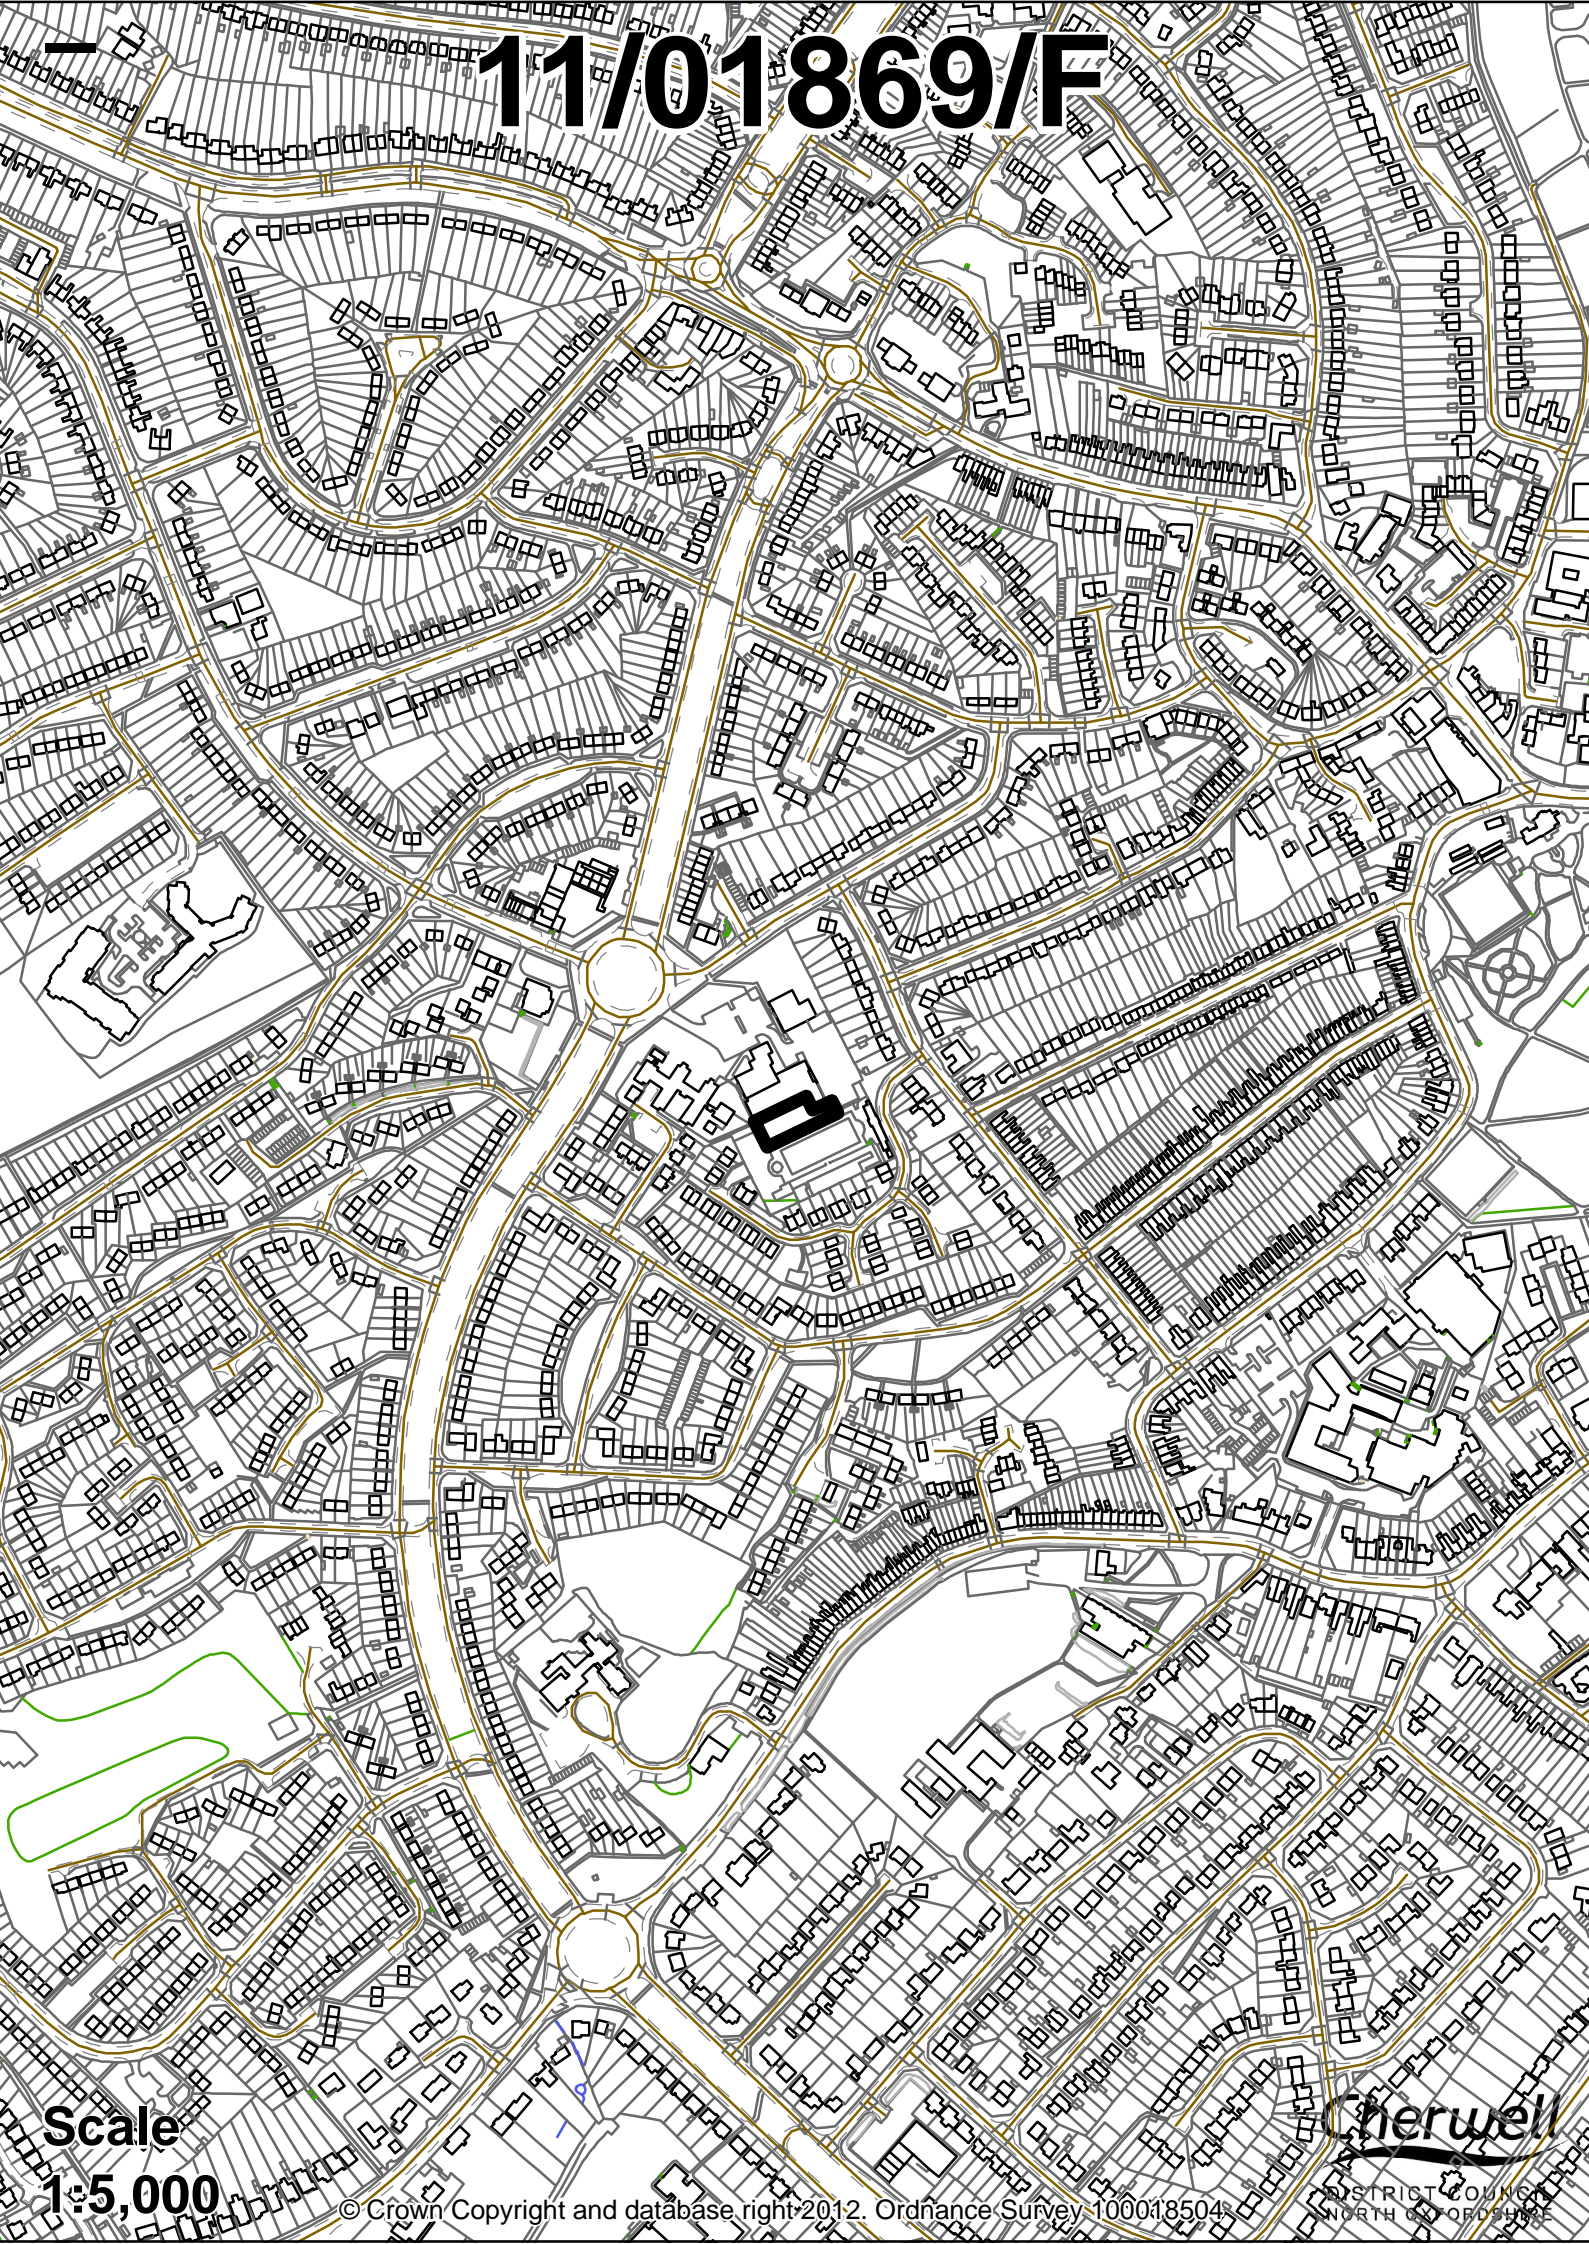 11/01869/F
Scale
1:5,000
© Crown Copyright and database right 2012. Ordnance Survey 100018504
Cherwell
DISTRICT COUNCIL
NORTH OXFORDSHIRE